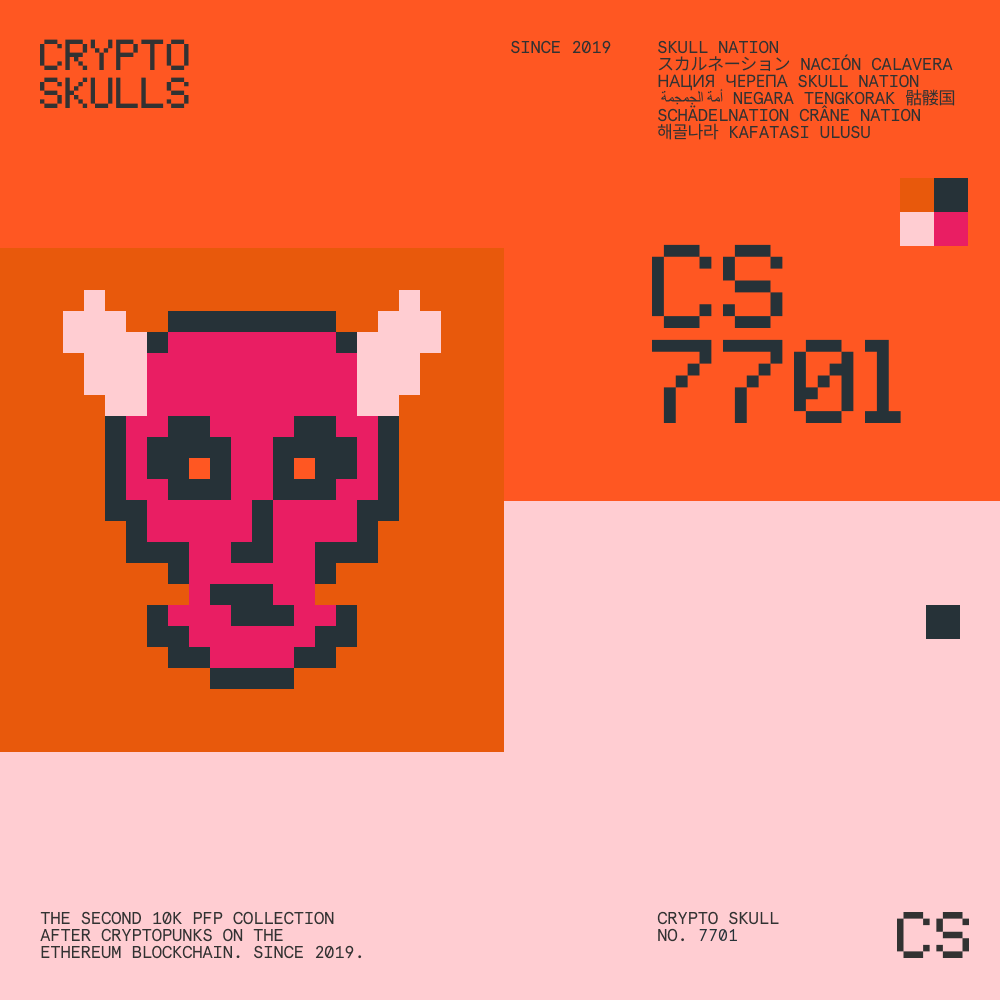 CRYPTO
SKULLS
SINCE 2019
SKULL NATION
スカルネーション NACIÓN CALAVERA
НАЦИЯ ЧЕРЕПА SKULL NATION
أمة الجمجمة NEGARA TENGKORAK 骷髅国
SCHÄDELNATION CRÂNE NATION
해골나라 KAFATASI ULUSU
CS
7701
THE SECOND 10K PFP COLLECTION
AFTER CRYPTOPUNKS ON THE
ETHEREUM BLOCKCHAIN. SINCE 2019.
CRYPTO SKULL
NO. 7701
CS